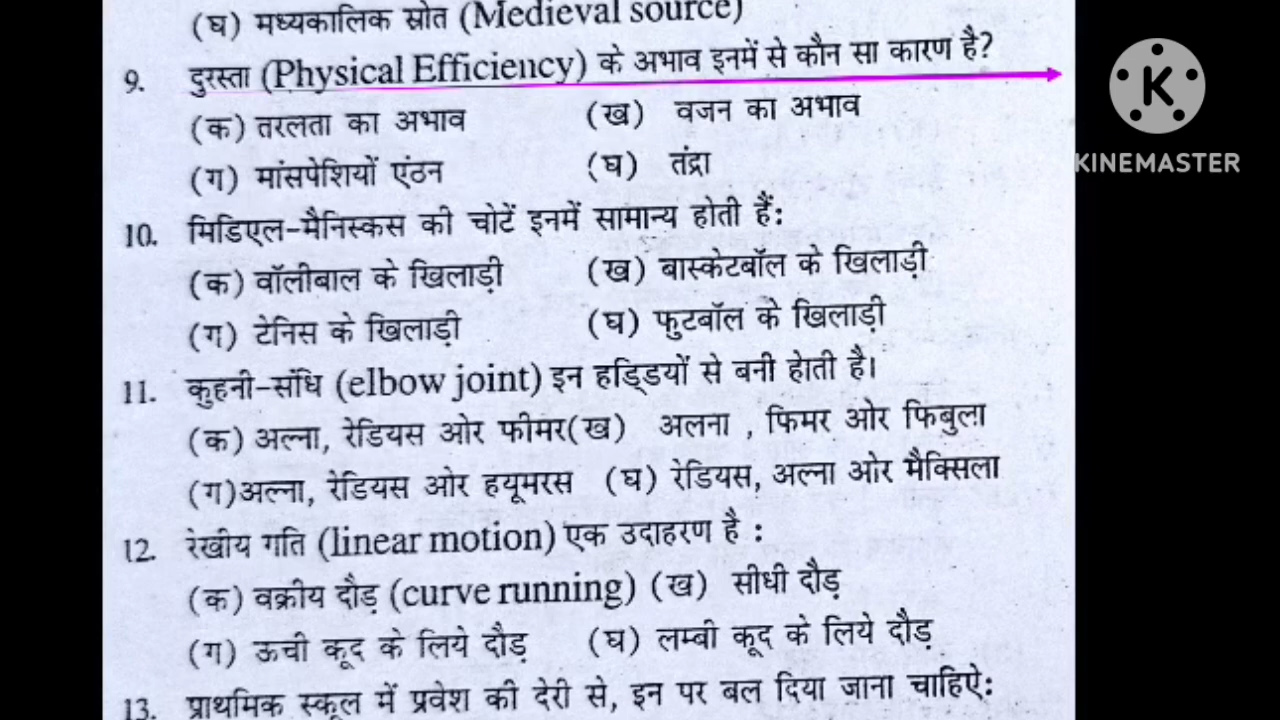 (घ) मध्यकालिक स्रोत (Medieval source)
9. दुरस्ता (Physical Efficiency) के अभाव इनमें से कौन सा कारण है?
(क) तरलता का अभाव (ख) वजन का अभाव
(ग) मांसपेशियों एंठन (घ) तंद्रा
10. मिडिएल-मैनिस्कस की चोटें इनमें सामान्य होती हैं:
(क) वॉलीबाल के खिलाड़ी (ख) बास्केटबॉल के खिलाड़ी
(ग) टेनिस के खिलाड़ी (घ) फुटबॉल के खिलाड़ी
11. कुहनी-संधि (elbow joint) इन हड्डियों से बनी होती है।
(क) अल्ना, रेडियस ओर फीमर(ख) अलना , फिमर ओर फिबुला
(ग)अल्ना, रेडियस ओर हयूमरस (घ) रेडियस, अल्ना ओर मैक्सिला
12. रेखीय गति (linear motion) एक उदाहरण है :
(क) वक्रीय दौड़ (curve running) (ख) सीधी दौड़
(ग) ऊची कूद के लिये दौड़ (घ) लम्बी कूद के लिये दौड़
13. प्राथमिक स्कूल में प्रवेश की देरी से, इन पर बल दिया जाना चाहिऐ:
K
KINEMASTER